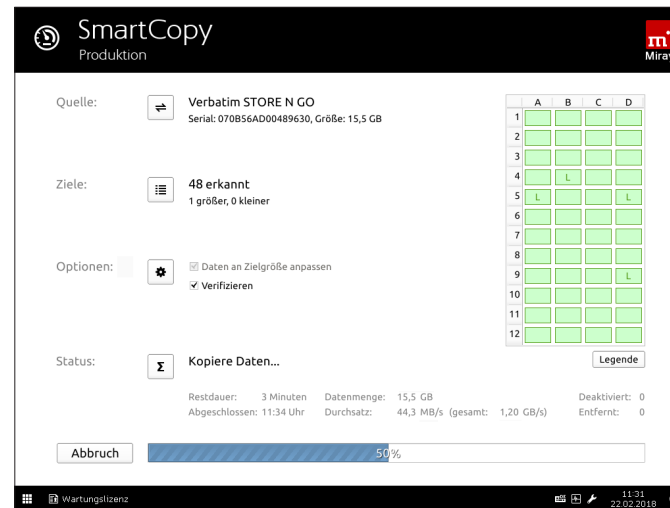 SmartCopy
Produktion
m
Quelle:
Verbatim STORE N GO
Serial: 070B56AD00489630, Größe: 15,5 GB
Ziele:
48 erkannt
1 größer, 0 kleiner
Optionen:
Daten an Zielgröße anpassen
Verifizieren
A B C D
1
2
3
4 L
5 L L
6
7
8
9 L
10
11
12
Legende
Status:
Σ
Kopiere Daten...
Restdauer: 3 Minuten Datenmenge: 15,5 GB Deaktiviert: 0
Abgeschlossen: 11:34 Uhr Durchsatz: 44,3 MB/s (gesamt: 1,20 GB/s) Entfernt: 0
Abbruch
50%
Wartungslizenz
11:31
22.02.2018